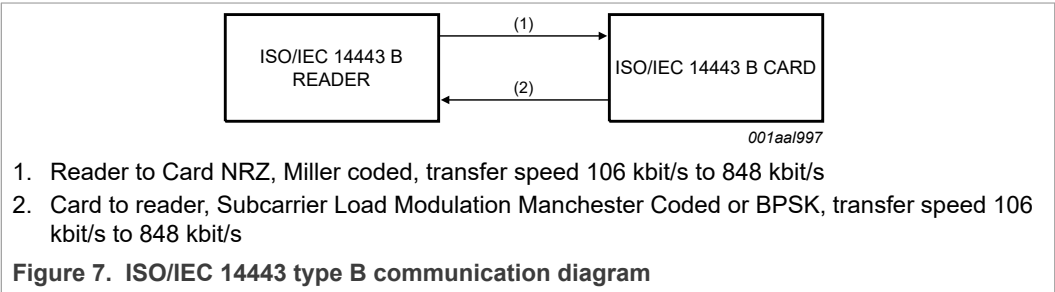 (1)
ISO/IEC 14443 B
READER
ISO/IEC 14443 B CARD
(2)
001aal997
1. Reader to Card NRZ, Miller coded, transfer speed 106 kbit/s to 848 kbit/s
2. Card to reader, Subcarrier Load Modulation Manchester Coded or BPSK, transfer speed 106
kbit/s to 848 kbit/s
Figure 7. ISO/IEC 14443 type B communication diagram